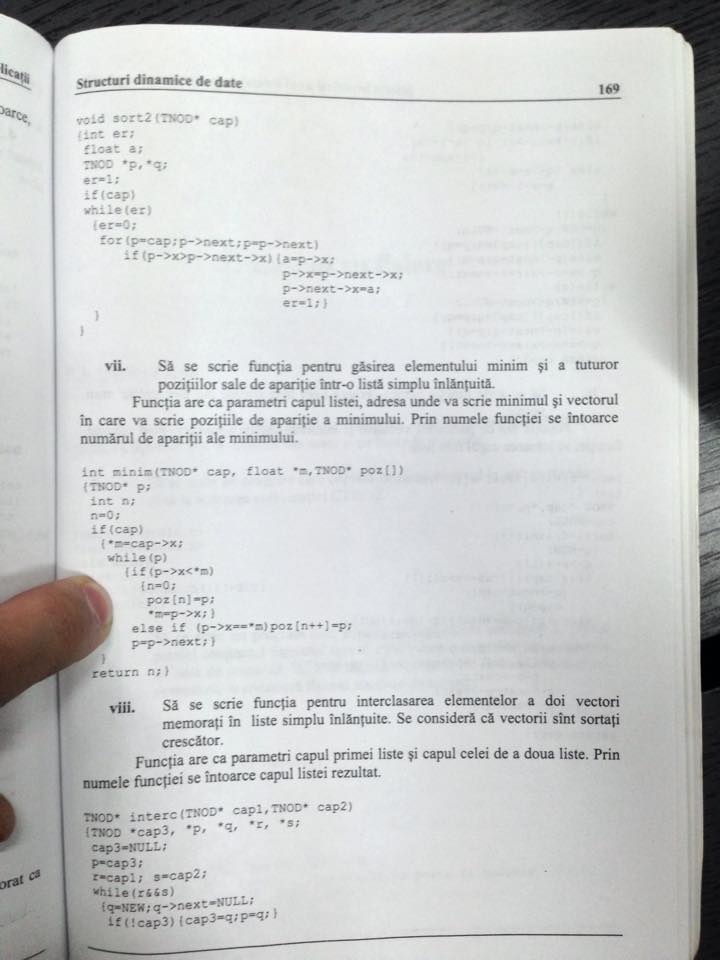 Structuri dinamice de date 169
void sort2(TNOD* cap)
{int er;
float a;
TNOD *p,*q;
er=1;
if(cap)
while(er)
{er=0;
for(p=cap;p->next;p=p->next)
if(p->x>p->next->x){a=p->x;
p->x=p->next->x;
p->next->x=a;
er=1;}
}
}
vii. Să se scrie funcția pentru găsirea elementului minim și a tuturor
pozițiilor sale de apariție într-o listă simplu înlănțuită.
Funcția are ca parametri capul listei, adresa unde va scrie minimul și vectorul
în care va scrie pozițiile de apariție a minimului. Prin numele funcției se întoarce
numărul de apariții ale minimului.
int minim(TNOD* cap, float *m,TNOD* poz[])
{TNOD* p;
int n;
n=0;
if(cap)
{*m=cap->x;
while(p)
{if(p->x<*m)
{n=0;
poz[n]=p;
*m=p->x;}
else if (p->x==*m)poz[n++]=p;
p=p->next;}
}
return n;}
viii. Să se scrie funcția pentru interclasarea elementelor a doi vectori
memorați în liste simplu înlănțuite. Se consideră că vectorii sînt sortați
crescător.
Funcția are ca parametri capul primei liste și capul celei de a doua liste. Prin
numele funcției se întoarce capul listei rezultat.
TNOD* interc(TNOD* cap1,TNOD* cap2)
{TNOD *cap3, *p, *q, *r, *s;
cap3=NULL;
p=cap3;
r=cap1; s=cap2;
while(r&&s)
{q=NEW;q->next=NULL;
if(!cap3){cap3=q;p=q;}